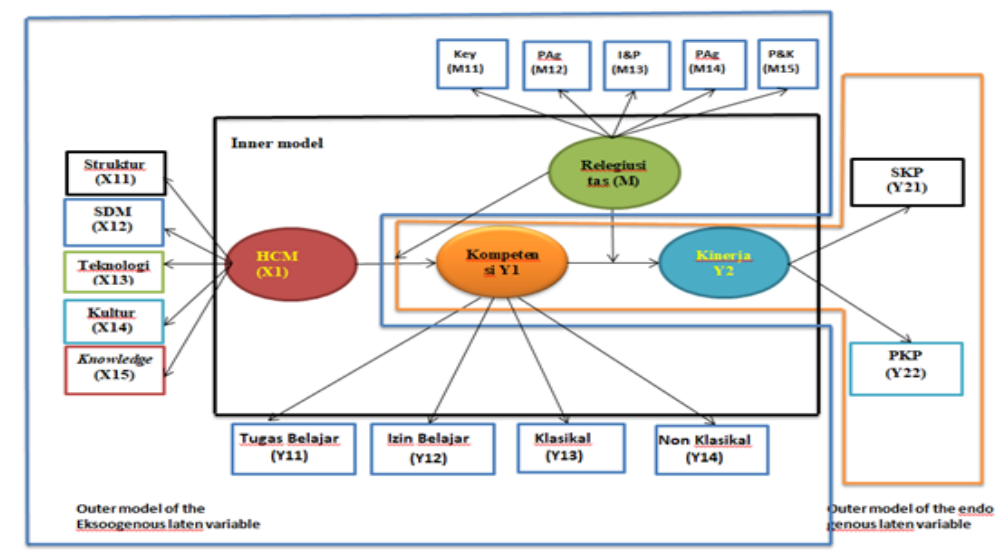 Key
(M11)
PAg
(M12)
I&P
(M13)
PAg
(M14)
P&K
(M15)
Inner model
Relegiusi
tas (M)
Struktur
(X11)
SDM
(X12)
Teknologi
(X13)
Kultur
(X14)
Knowledge
(X15)
HCM
(X1)
Kompeten
si Y1
Kinerja
Y2
SKP
(Y21)
PKP
(Y22)
Tugas Belajar
(Y11)
Izin Belajar
(Y12)
Klasikal
(Y13)
Non Klasikal
(Y14)
Outer model of the
Eksoogenous laten variable
Outer model of the endo
genous laten variable